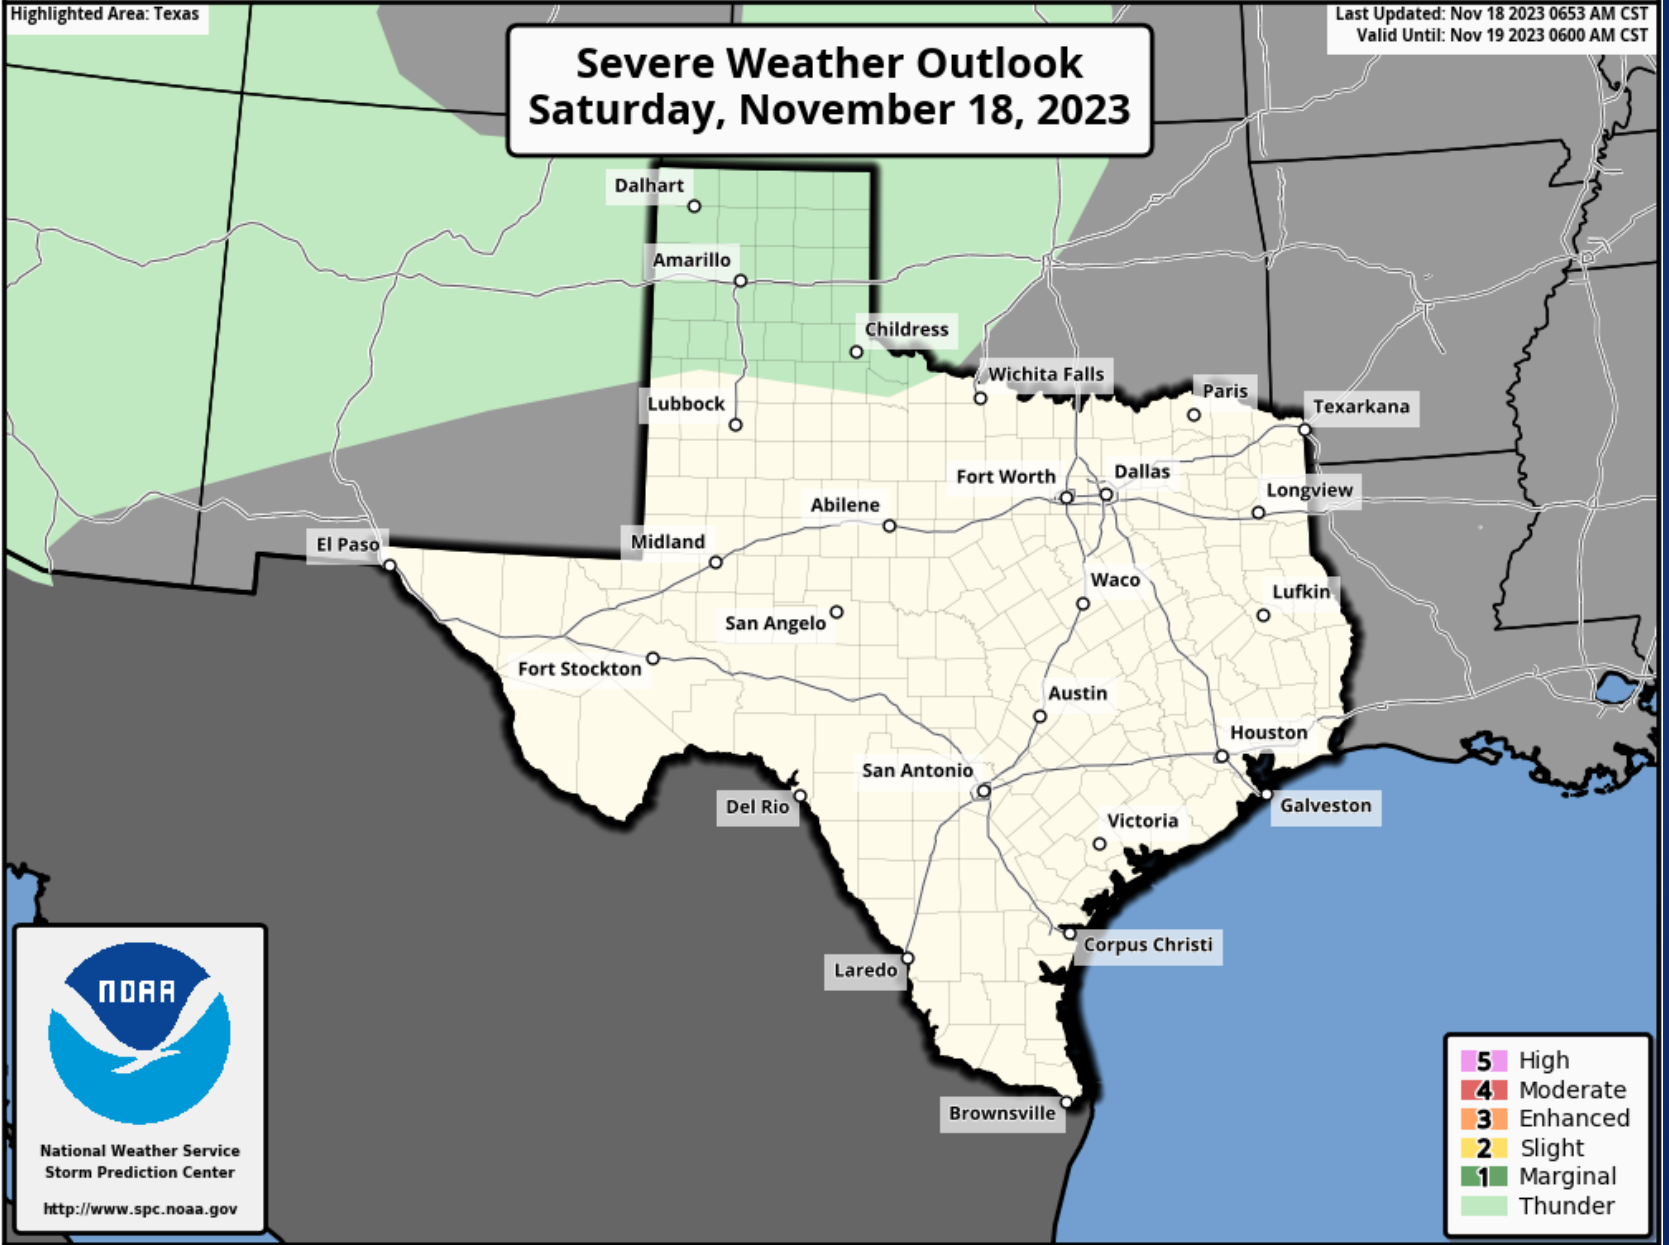 Highlighted Area: Texas
Last Updated: Nov 18 2023 0653 AM CST
Valid Until: Nov 19 2023 0600 AM CST
Severe Weather Outlook
Saturday, November 18, 2023
Dalhart
Amarillo
Childress
Wichita Falls
Paris
Texarkana
Lubbock
Fort Worth
Dallas
Longview
Abilene
El Paso
Midland
Waco
Lufkin
San Angelo
Fort Stockton
Austin
Houston
San Antonio
Del Rio
Galveston
Victoria
Corpus Christi
Laredo
Brownsville
NOAA
National Weather Service
Storm Prediction Center
http://www.spc.noaa.gov
5 High
4 Moderate
3 Enhanced
2 Slight
1 Marginal
Thunder